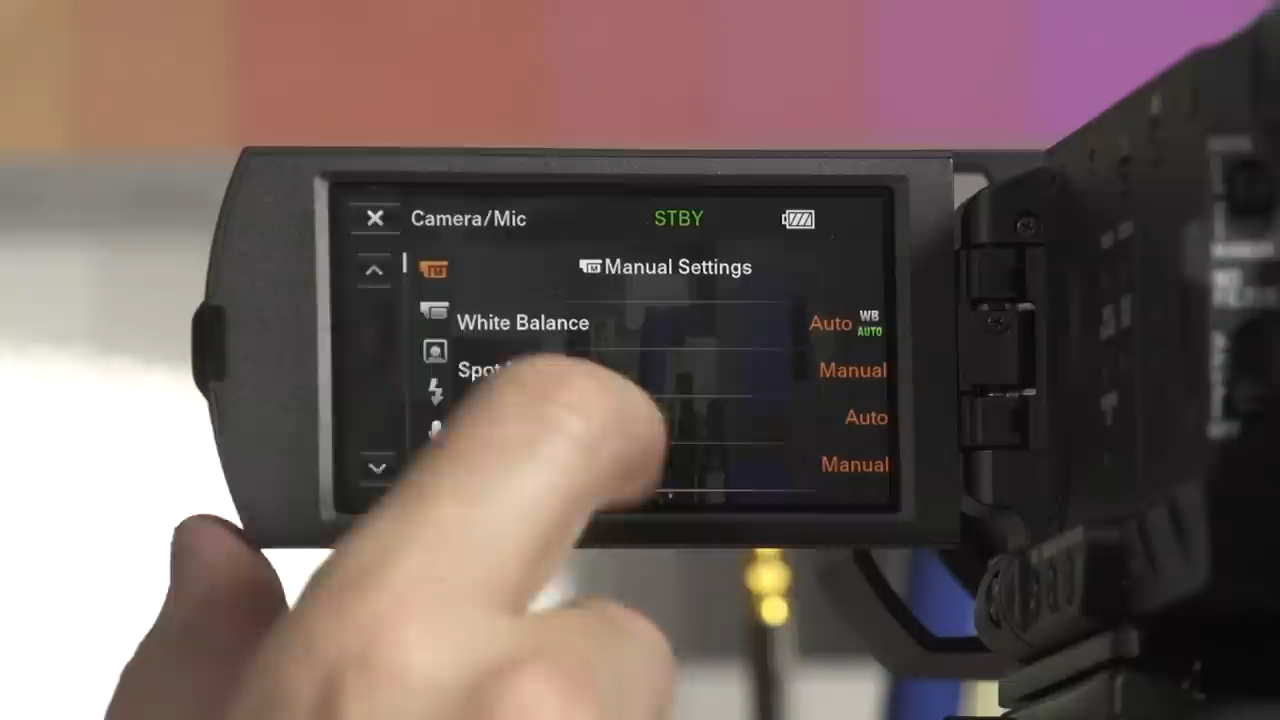 Camera/Mic STBY
Manual Settings
White Balance Auto WB AUTO
Spot Manual
Auto
Manual